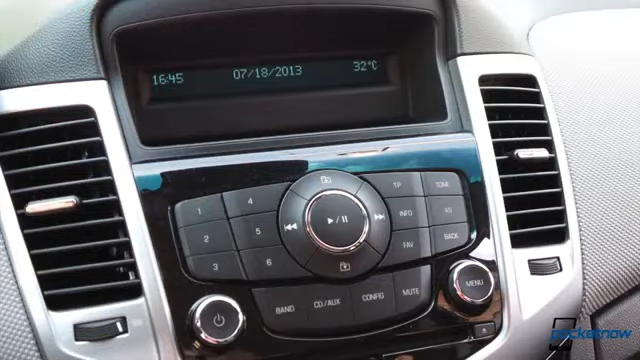 16:45 07/18/2013 32°C
1 4 TP TONE
2 5 INFO AS
3 6 FAV BACK
BAND CD/AUX CONFIG MUTE MENU
pocketnow